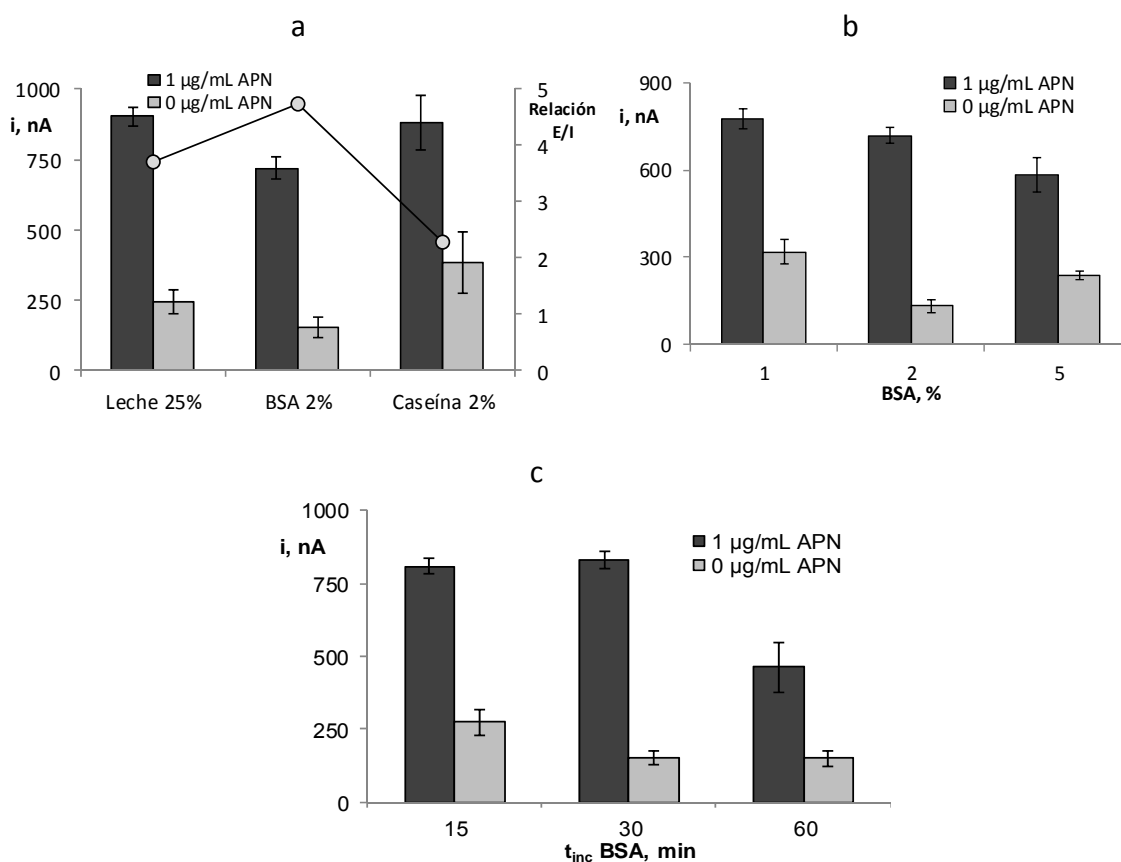 a
1 µg/mL APN
0 µg/mL APN
i, nA
1000
750
500
250
0
Relación
E/I
5
4
3
2
1
0
Leche 25%
BSA 2%
Caseína 2%
b
1 µg/mL APN
0 µg/mL APN
i, nA
900
600
300
0
1
2
5
BSA, %
c
1 µg/mL APN
0 µg/mL APN
i, nA
1000
750
500
250
0
15
30
60
tinc BSA, min